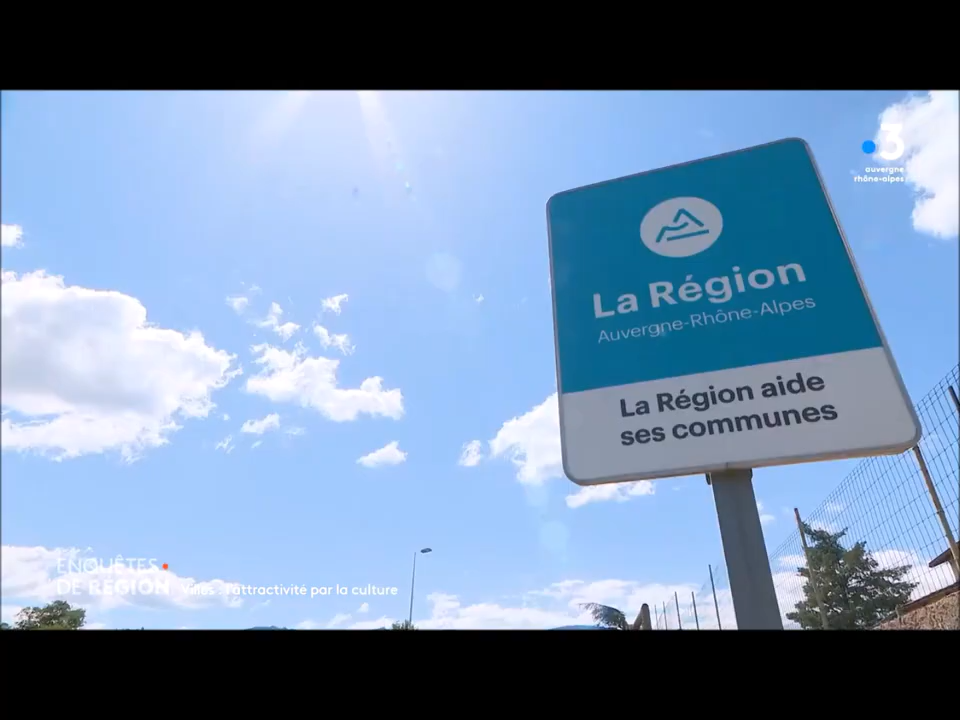 3
auvergne
rhône-alpes
La Région
Auvergne-Rhône-Alpes
La Région aide
ses communes
ENQUÊTES
DE RÉGION
Villes : l'attractivité par la culture